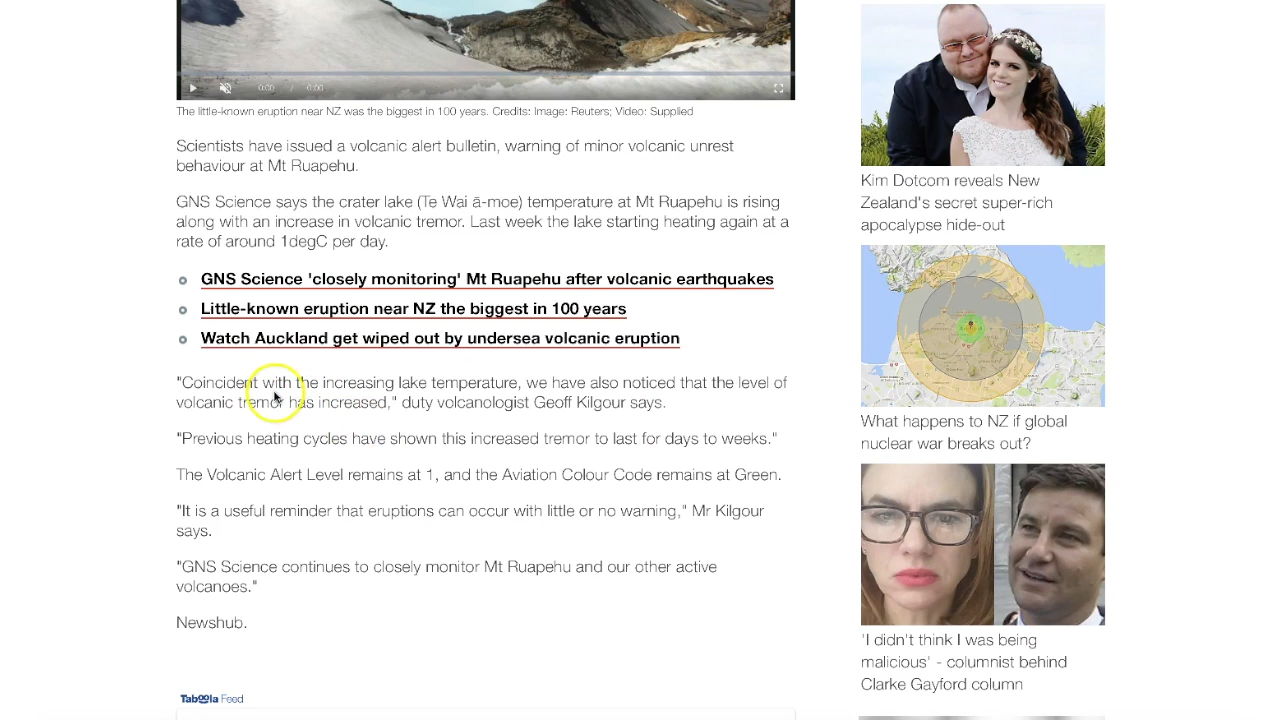 0:00 / 0:00
The little-known eruption near NZ was the biggest in 100 years. Credits: Image: Reuters; Video: Supplied
Scientists have issued a volcanic alert bulletin, warning of minor volcanic unrest
behaviour at Mt Ruapehu.
GNS Science says the crater lake (Te Wai ā-moe) temperature at Mt Ruapehu is rising
along with an increase in volcanic tremor. Last week the lake starting heating again at a
rate of around 1degC per day.
GNS Science 'closely monitoring' Mt Ruapehu after volcanic earthquakes
Little-known eruption near NZ the biggest in 100 years
Watch Auckland get wiped out by undersea volcanic eruption
"Coincident with the increasing lake temperature, we have also noticed that the level of
volcanic tremor has increased," duty volcanologist Geoff Kilgour says.
"Previous heating cycles have shown this increased tremor to last for days to weeks."
The Volcanic Alert Level remains at 1, and the Aviation Colour Code remains at Green.
"It is a useful reminder that eruptions can occur with little or no warning," Mr Kilgour
says.
"GNS Science continues to closely monitor Mt Ruapehu and our other active
volcanoes."
Newshub.
Taboola Feed
Kim Dotcom reveals New
Zealand's secret super-rich
apocalypse hide-out
What happens to NZ if global
nuclear war breaks out?
'I didn't think I was being
malicious' - columnist behind
Clarke Gayford column